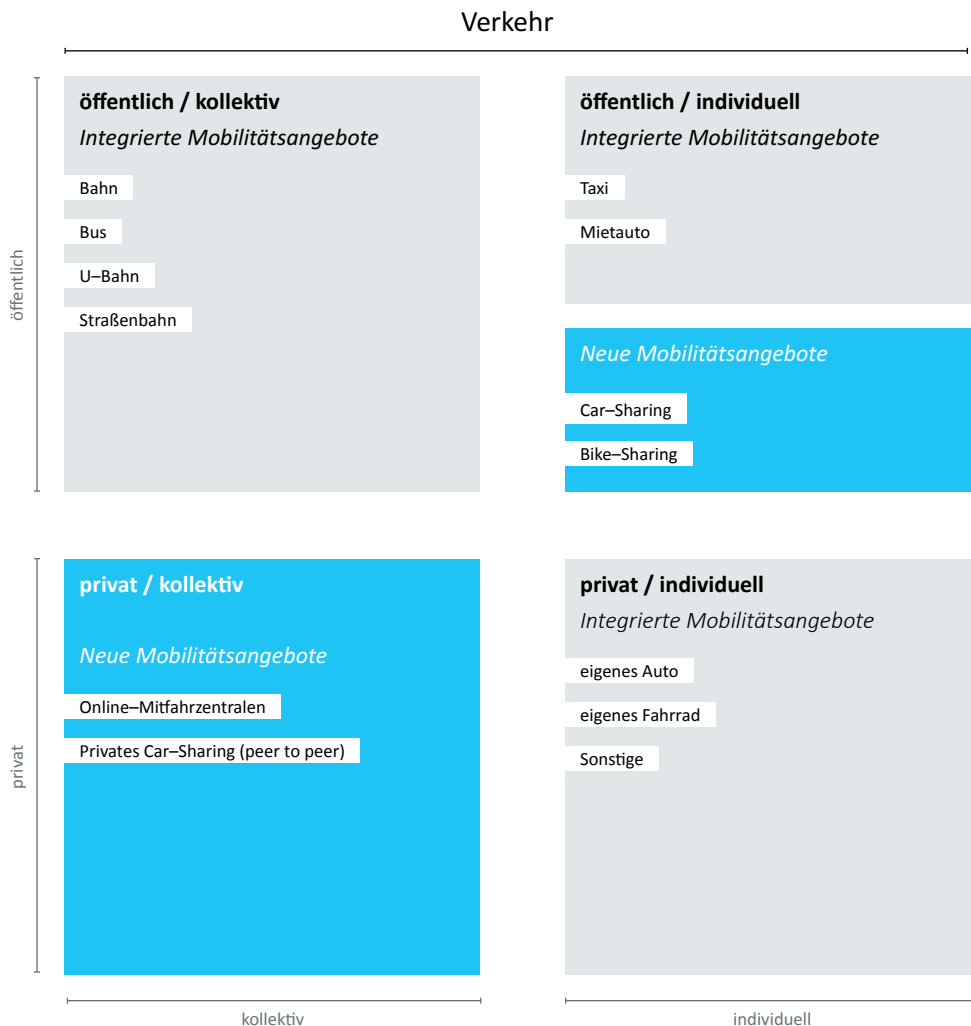 Verkehr
öffentlich
öffentlich / kollektiv
Integrierte Mobilitätsangebote
Bahn
Bus
U–Bahn
Straßenbahn
öffentlich / individuell
Integrierte Mobilitätsangebote
Taxi
Mietauto
Neue Mobilitätsangebote
Car–Sharing
Bike–Sharing
privat
privat / kollektiv
Neue Mobilitätsangebote
Online–Mitfahrzentralen
Privates Car–Sharing (peer to peer)
privat / individuell
Integrierte Mobilitätsangebote
eigenes Auto
eigenes Fahrrad
Sonstige
kollektiv
individuell